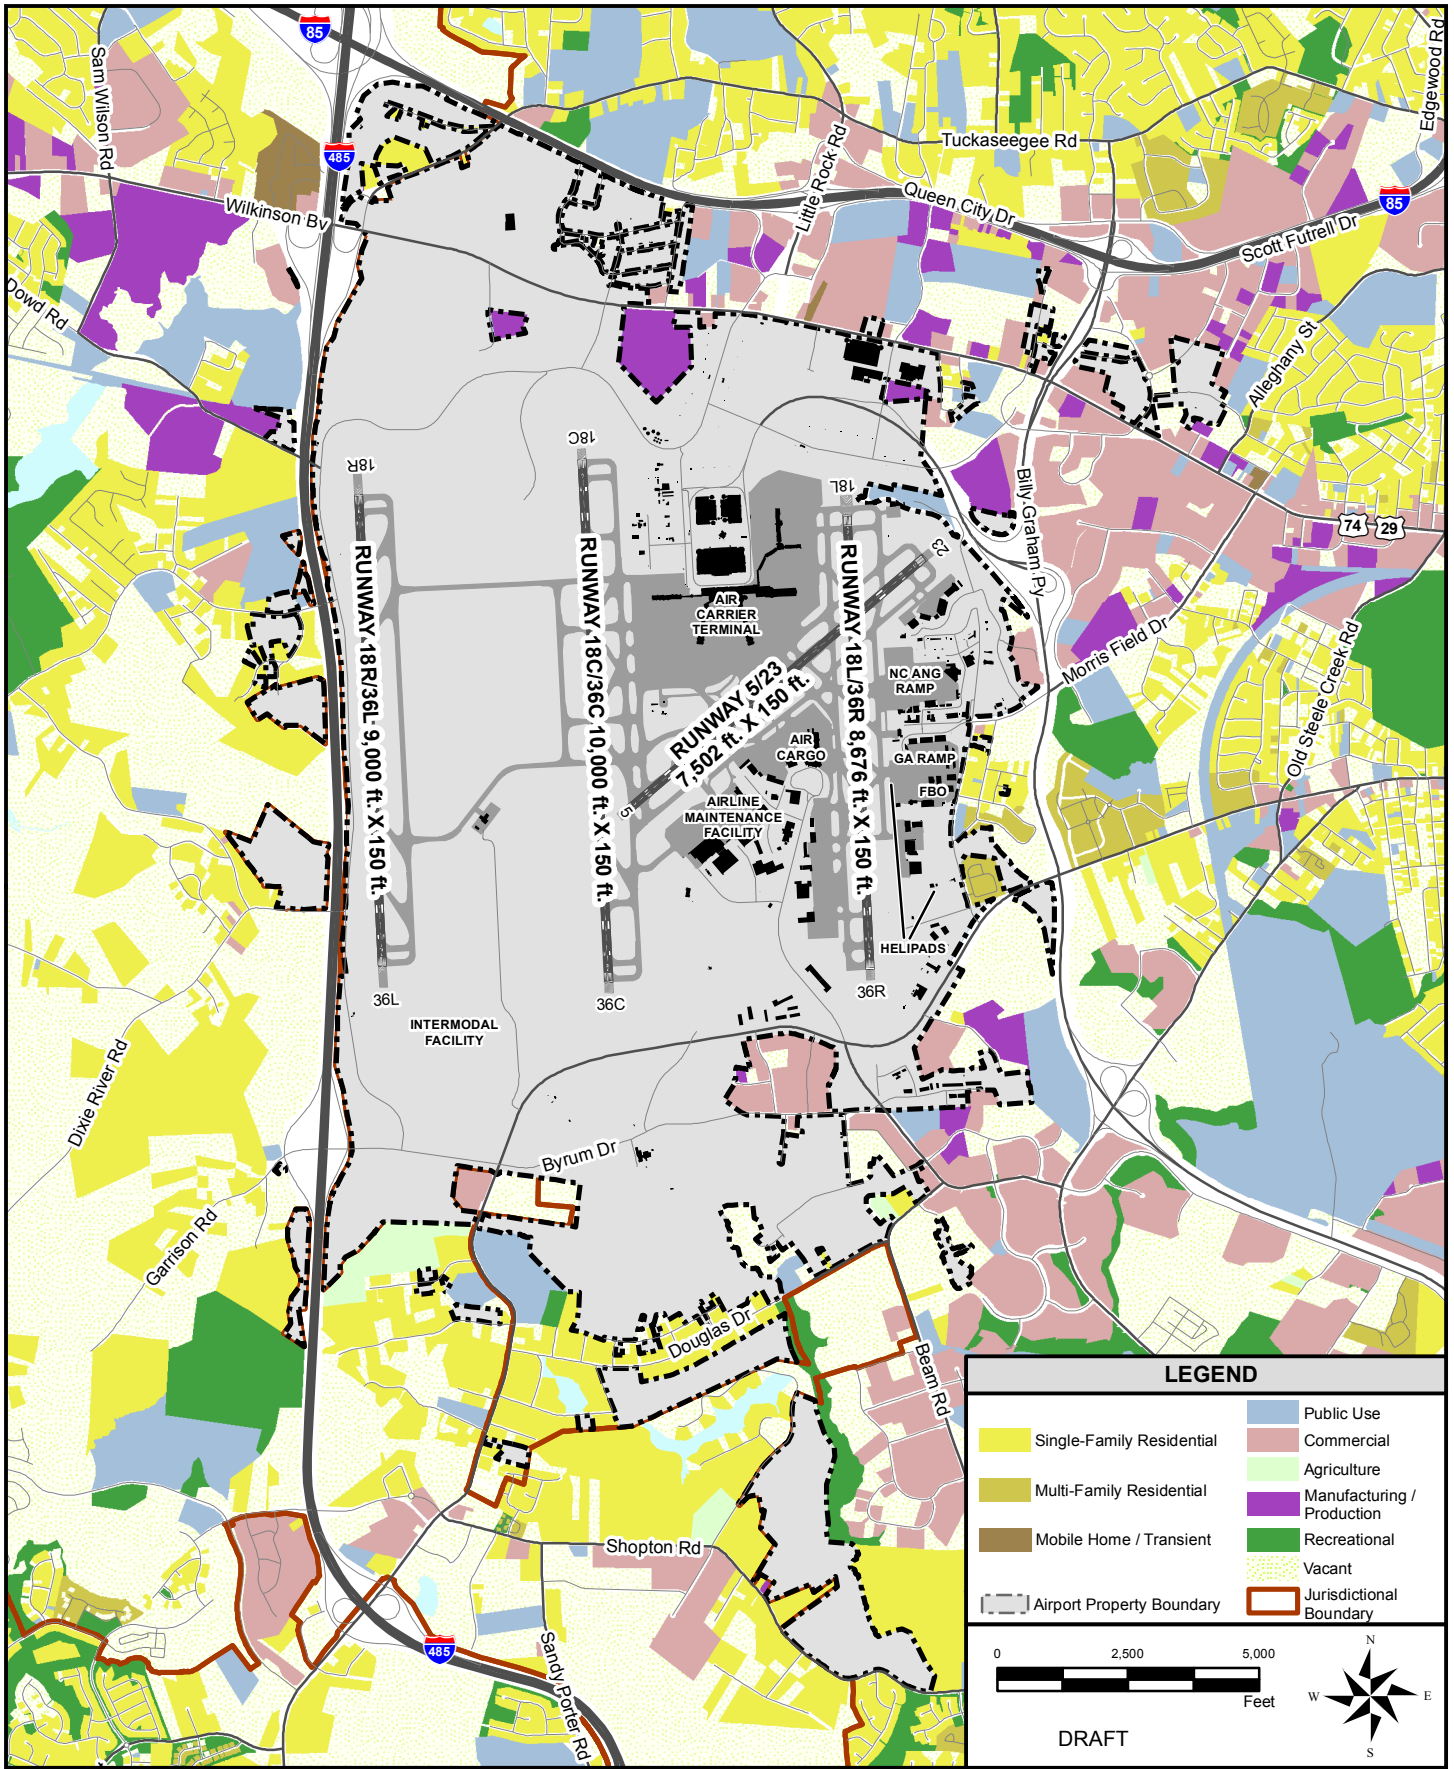 85
Sam Wilson Rd
Edgewood Rd
Tuckaseegee Rd
Little Rock Rd
485
Queen City Dr
85
Wilkinson Bv
Scott Futrell Dr
Dowd Rd
Alleghany St
18C
18R
18L
Billy Graham Py
74
29
23
RUNWAY 18R/36L 9,000 ft. X 150 ft.
RUNWAY 18C/36C 10,000 ft. X 150 ft.
RUNWAY 18L/36R 8,676 ft. X 150 ft.
AIR
CARRIER
TERMINAL
Morris Field Dr
Old Steele Creek Rd
NC ANG
RAMP
RUNWAY 5/23
7,502 ft. X 150 ft.
AIR
CARGO
GA RAMP
FBO
5
AIRLINE
MAINTENANCE
FACILITY
HELIPADS
36L
36C
36R
INTERMODAL
FACILITY
Dixie River Rd
Byrum Dr
Garrison Rd
Douglas Dr
Beam Rd
Shopton Rd
485
Sandy Porter Rd
LEGEND
Single-Family Residential
Multi-Family Residential
Mobile Home / Transient
Airport Property Boundary
Public Use
Commercial
Agriculture
Manufacturing /
Production
Recreational
Vacant
Jurisdictional
Boundary
0 2,500 5,000
Feet
DRAFT
N
W E
S